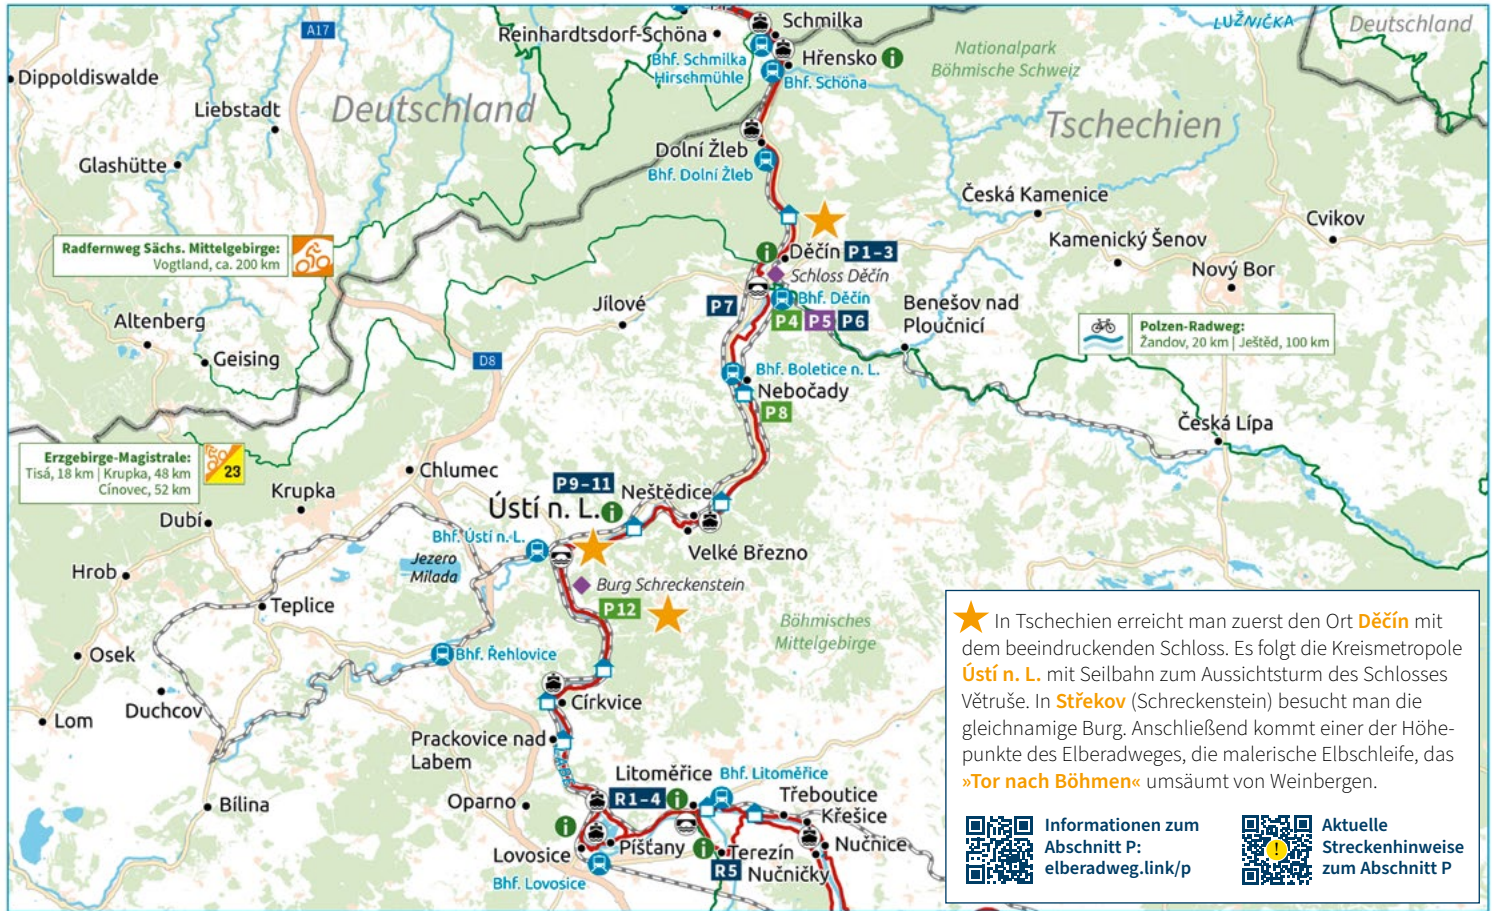 Schmilka
Reinhardtsdorf-Schöna
A17
LUŽNIČKA
Deutschland
Bhf. Schmilka
Hirschmühle
Hřensko
i
Nationalpark
Böhmische Schweiz
Bhf. Schöna
Dippoldiswalde
Liebstadt
Deutschland
Tschechien
Glashütte
Dolní Žleb
Bhf. Dolní Žleb
Česká Kamenice
Cvikov
Kamenický Šenov
Nový Bor
Radfernweg Sächs. Mittelgebirge:
Vogtland, ca. 200 km
i
Děčín P1–3
Schloss Děčín
Bhf. Děčín
P7
P4 P5 P6
Jílové
Benešov nad
Ploučnicí
Altenberg
Geising
D8
Polzen-Radweg:
Žandov, 20 km | Ještěd, 100 km
Bhf. Boletice n. L.
Nebočady
P8
Česká Lípa
Erzgebirge-Magistrale:
Tisá, 18 km | Krupka, 48 km
Cínovec, 52 km
23
Chlumec
Krupka
P9–11
Neštědice
Ústí n. L.
i
Dubí
Bhf. Ústí n. L.
Velké Březno
Jezero
Milada
Hrob
Burg Schreckenstein
P12
Teplice
Böhmisches
Mittelgebirge
Osek
Bhf. Řehlovice
Duchcov
Lom
Církvice
Prackovice nad
Labem
Litoměřice
Bhf. Litoměřice
Bílina
Oparno
R1–4
i
Třeboutice
Křešice
i
Píšťany
i
Terezín
Nučnice
Lovosice
R5
Nučničky
Bhf. Lovosice
In Tschechien erreicht man zuerst den Ort Děčín mit
dem beeindruckenden Schloss. Es folgt die Kreismetropole
Ústí n. L. mit Seilbahn zum Aussichtsturm des Schlosses
Větruše. In Střekov (Schreckenstein) besucht man die
gleichnamige Burg. Anschließend kommt einer der Höhe-
punkte des Elberadweges, die malerische Elbschleife, das
»Tor nach Böhmen« umsäumt von Weinbergen.
Informationen zum
Abschnitt P:
elberadweg.link/p
!
Aktuelle
Streckenhinweise
zum Abschnitt P